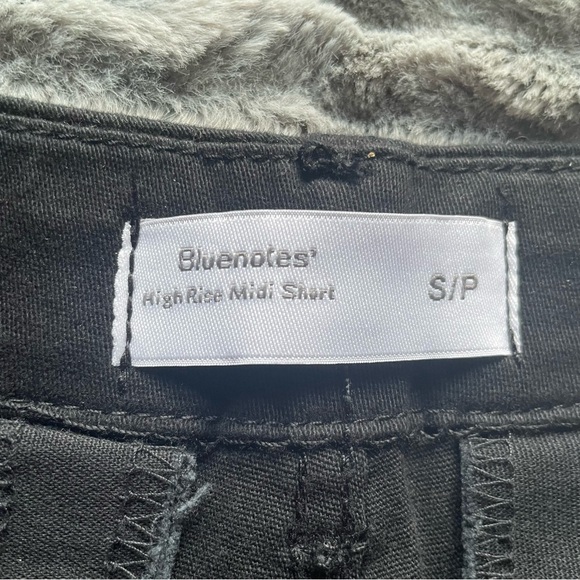 Bluenotes'
High Rise Midi Short
S/P